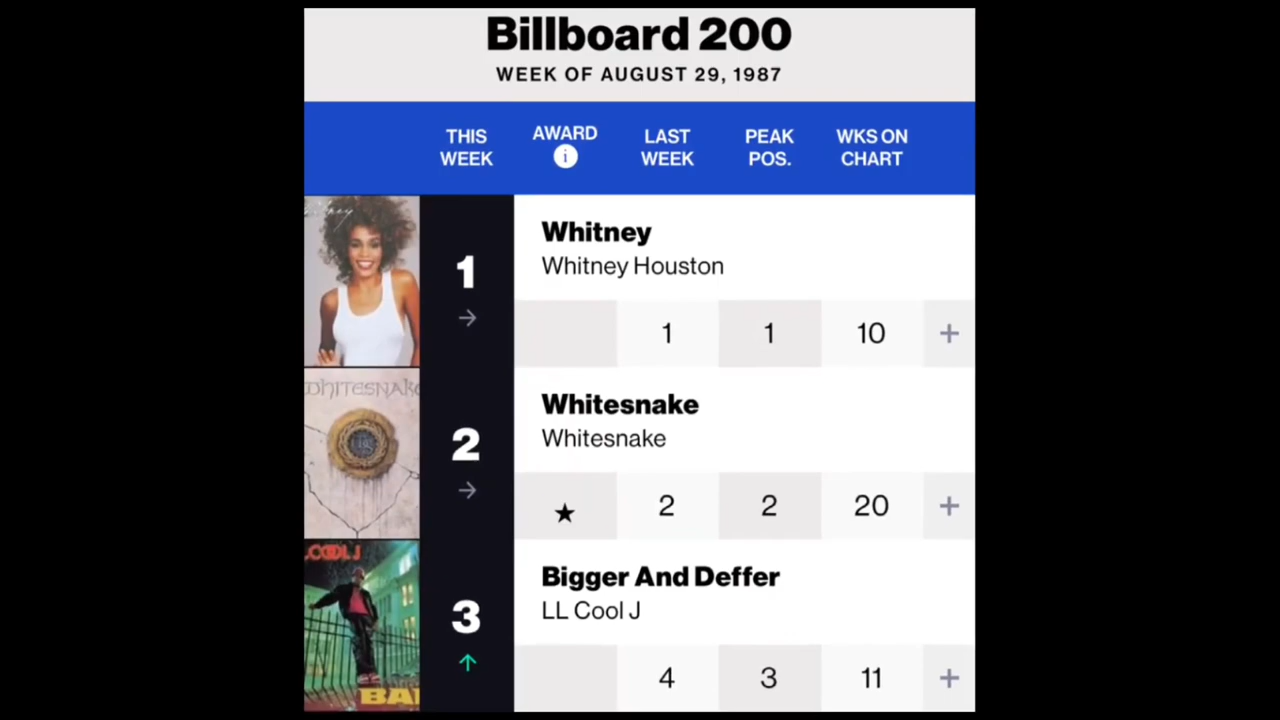 Billboard 200
WEEK OF AUGUST 29, 1987
THIS WEEK
AWARD
i
LAST WEEK
PEAK POS.
WKS ON CHART
1
Whitney
Whitney Houston
1
1
10
+
WHITESNAKE
2
Whitesnake
Whitesnake
★
2
2
20
+
COOL J
BAD
3
Bigger And Deffer
LL Cool J
4
3
11
+